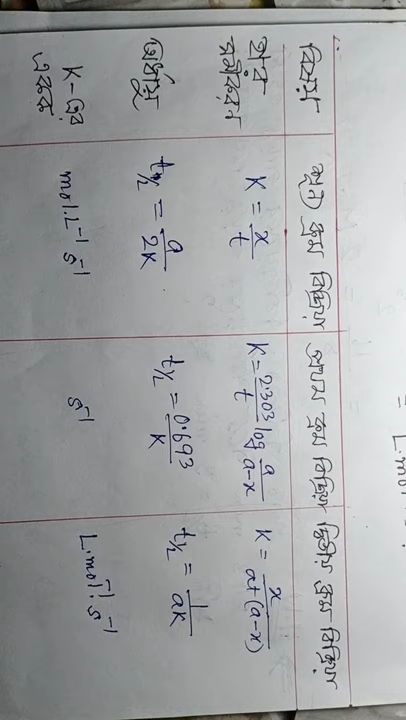 = L.mol
বিষয় শূন্য ক্রম বিক্রিয়া প্রথম ক্রম বিক্রিয়া দ্বিতীয় ক্রম বিক্রিয়া
হার সমীকরণ K = x/t K = 2.303/t log a/a-x K = x/at(a-x)
অর্ধায়ু t½ = a/2K t½ = 0.693/K t½ = 1/aK
K-এর একক mol.L⁻¹ s⁻¹ s⁻¹ L.mol⁻¹.s⁻¹